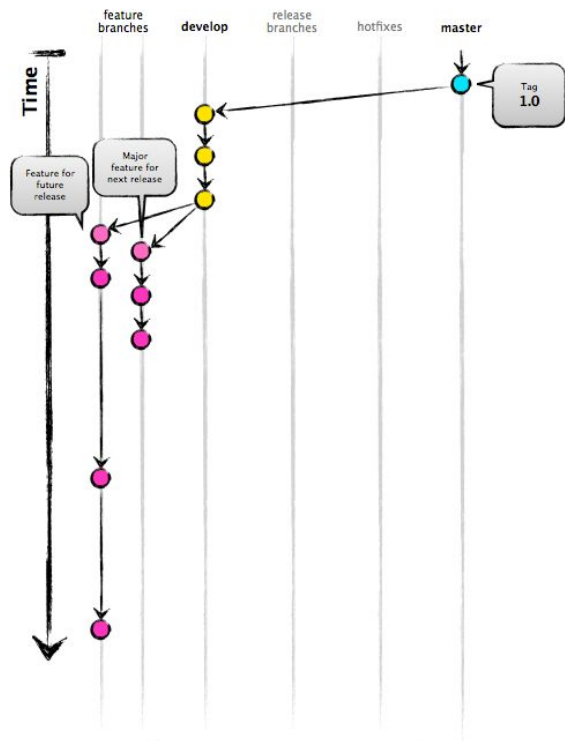 feature
branches
develop
release
branches
hotfixes
master
Time
Tag
1.0
Major
feature for
next release
Feature for
future
release